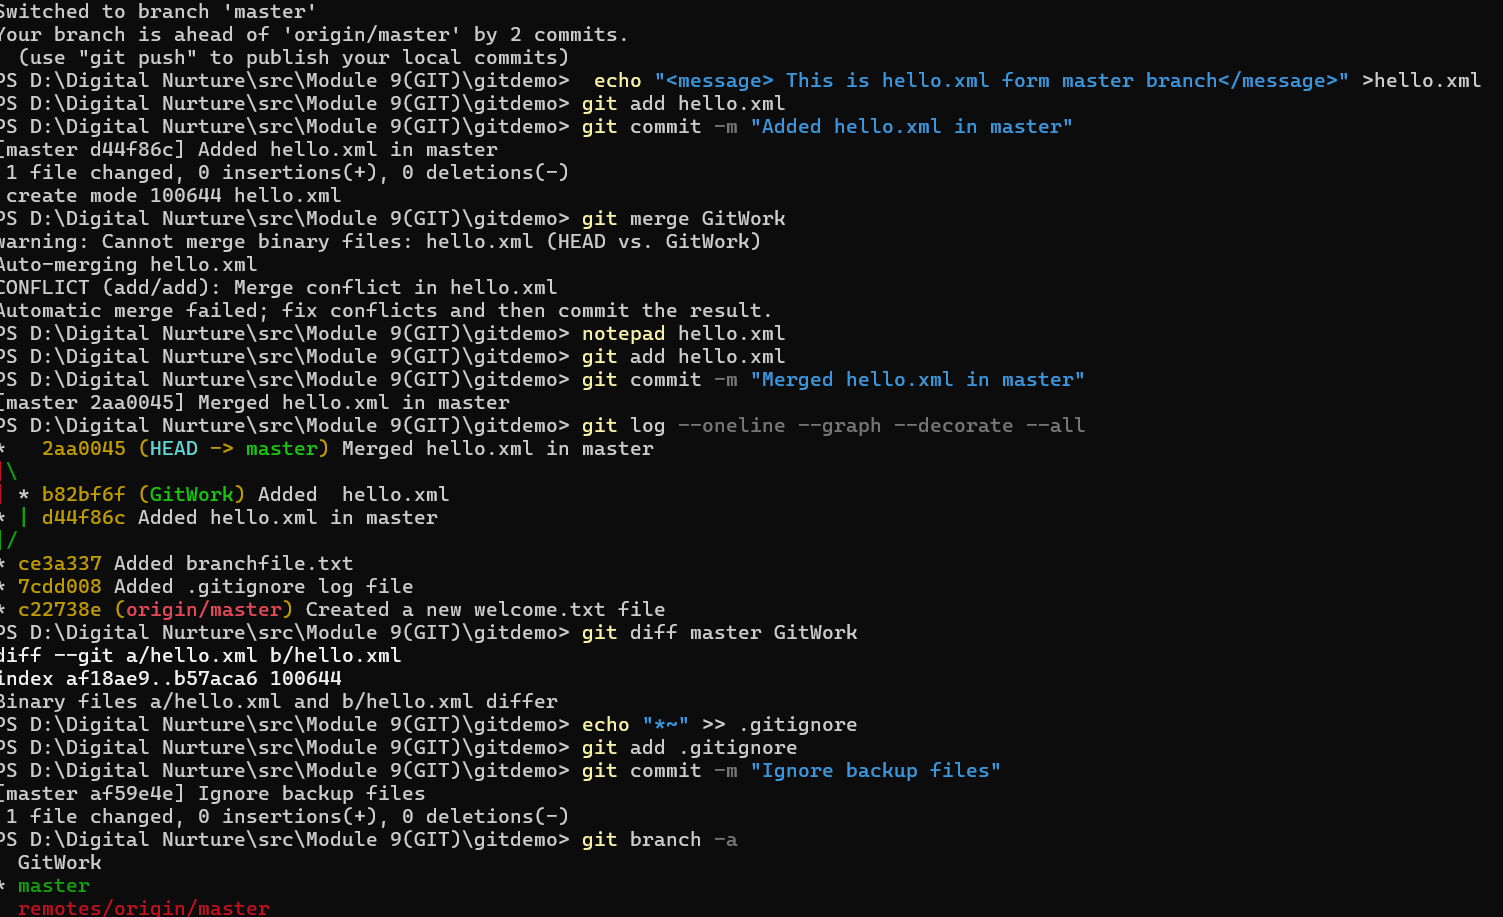 Switched to branch 'master'
Your branch is ahead of 'origin/master' by 2 commits.
  (use "git push" to publish your local commits)
PS D:\Digital Nurture\src\Module 9(GIT)\gitdemo>  echo "<message> This is hello.xml form master branch</message>" >hello.xml
PS D:\Digital Nurture\src\Module 9(GIT)\gitdemo> git add hello.xml
PS D:\Digital Nurture\src\Module 9(GIT)\gitdemo> git commit -m "Added hello.xml in master"
[master d44f86c] Added hello.xml in master
 1 file changed, 0 insertions(+), 0 deletions(-)
 create mode 100644 hello.xml
PS D:\Digital Nurture\src\Module 9(GIT)\gitdemo> git merge GitWork
warning: Cannot merge binary files: hello.xml (HEAD vs. GitWork)
Auto-merging hello.xml
CONFLICT (add/add): Merge conflict in hello.xml
Automatic merge failed; fix conflicts and then commit the result.
PS D:\Digital Nurture\src\Module 9(GIT)\gitdemo> notepad hello.xml
PS D:\Digital Nurture\src\Module 9(GIT)\gitdemo> git add hello.xml
PS D:\Digital Nurture\src\Module 9(GIT)\gitdemo> git commit -m "Merged hello.xml in master"
[master 2aa0045] Merged hello.xml in master
PS D:\Digital Nurture\src\Module 9(GIT)\gitdemo> git log --oneline --graph --decorate --all
*   2aa0045 (HEAD -> master) Merged hello.xml in master
|\
| * b82bf6f (GitWork) Added  hello.xml
* | d44f86c Added hello.xml in master
|/
* ce3a337 Added branchfile.txt
* 7cdd008 Added .gitignore log file
* c22738e (origin/master) Created a new welcome.txt file
PS D:\Digital Nurture\src\Module 9(GIT)\gitdemo> git diff master GitWork
diff --git a/hello.xml b/hello.xml
index af18ae9..b57aca6 100644
Binary files a/hello.xml and b/hello.xml differ
PS D:\Digital Nurture\src\Module 9(GIT)\gitdemo> echo "*~" >> .gitignore
PS D:\Digital Nurture\src\Module 9(GIT)\gitdemo> git add .gitignore
PS D:\Digital Nurture\src\Module 9(GIT)\gitdemo> git commit -m "Ignore backup files"
[master af59e4e] Ignore backup files
 1 file changed, 0 insertions(+), 0 deletions(-)
PS D:\Digital Nurture\src\Module 9(GIT)\gitdemo> git branch -a
  GitWork
* master
  remotes/origin/master